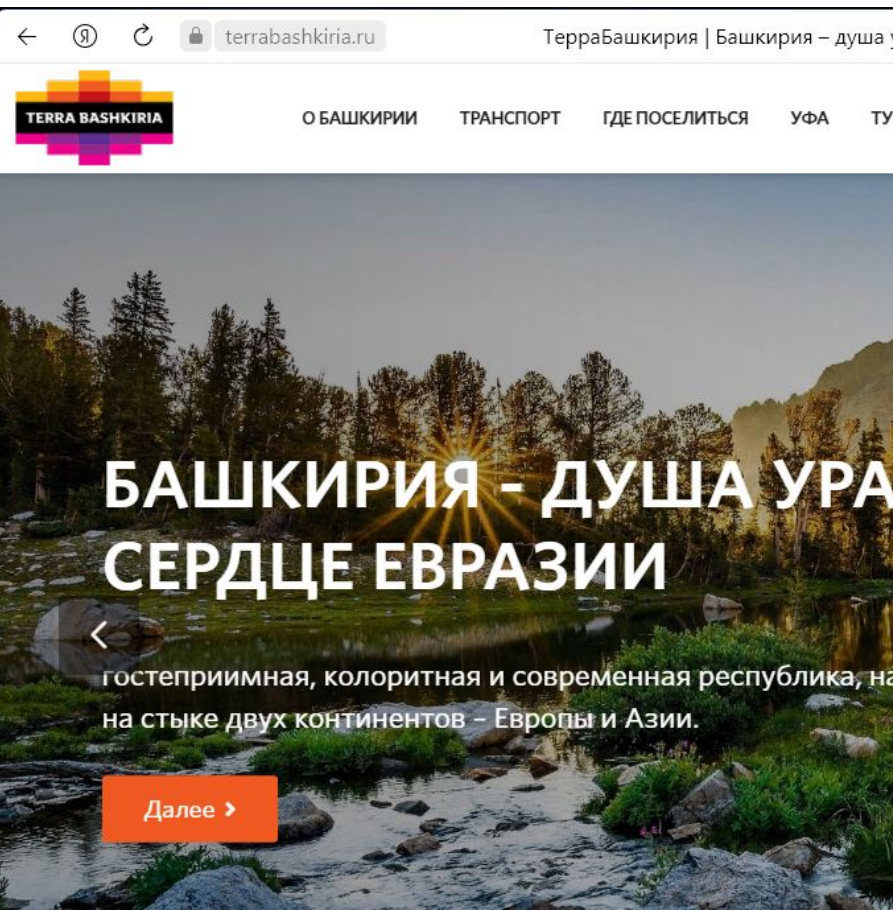 terrabashkiria.ru
ТерраБашкирия | Башкирия – душа
TERRA BASHKIRIA
О БАШКИРИИ ТРАНСПОРТ ГДЕ ПОСЕЛИТЬСЯ УФА ТУ
БАШКИРИЯ - ДУША УРА
СЕРДЦЕ ЕВРАЗИИ
гостеприимная, колоритная и современная республика, на
на стыке двух континентов – Европы и Азии.
Далее